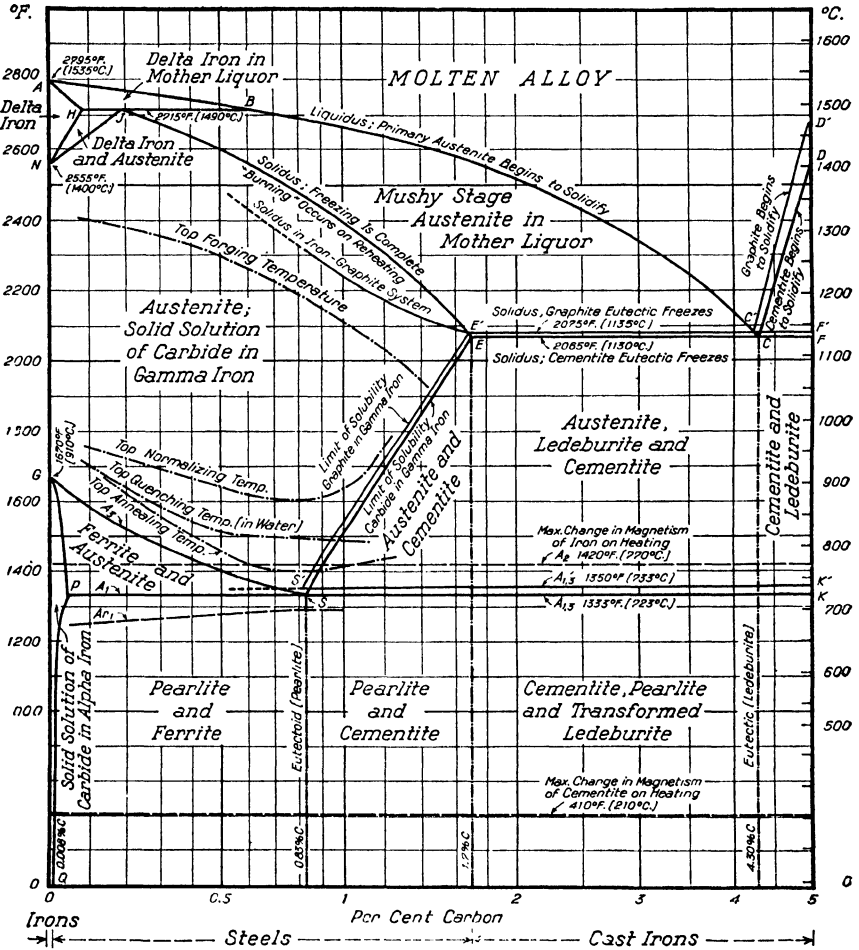 °F.
°C.
2795°F.
(1535°C.)
Delta Iron in
Mother Liquor
MOLTEN ALLOY
1600
2800
A
B
1500
D'
Delta
Iron
H
J
2715°F. (1490°C.)
Liquidus; Primary Austenite Begins to Solidify
Delta Iron
and Austenite
2600
N
2555°F.
(1400°C.)
D
1400
Solidus; Freezing Is Complete
"Burning" Occurs on Reheating
Solidus in Iron-Graphite System
Mushy Stage
Austenite in
Mother Liquor
Graphite Begins
to Solidify
Cementite Begins
to Solidify
2400
1300
Top Forging Temperature
2200
1200
Austenite;
Solid Solution
of Carbide in
Gamma Iron
Solidus, Graphite Eutectic Freezes
E'
2075°F. (1135°C)
C'
F'
E
2065°F. (1130°C.)
C
F
Solidus; Cementite Eutectic Freezes
2000
1100
Limit of Solubility
Graphite in Gamma Iron
Limit of Solubility
Carbide in Gamma Iron
Austenite and
Cementite
Austenite,
Ledeburite and
Cementite
Cementite and
Ledeburite
1000
1300
G
1670°F
(910°C.)
Top Normalizing Temp.
Top Quenching Temp. (in Water)
Top Annealing Temp.
900
1600
A3
Ferrite and
Austenite
Max. Change in Magnetism
of Iron on Heating
A2 1420°F. (770°C.)
800
1400
P
A1
S'
S
A1,3 1350°F (733°C)
K'
A1,3 1333°F. (723°C)
K
700
Ar1
1200
600
Solid Solution of
Carbide in Alpha Iron
Pearlite
and
Ferrite
Eutectoid (Pearlite)
Pearlite
and
Cementite
Cementite, Pearlite
and Transformed
Ledeburite
Eutectic (Ledeburite)
000
500
Max. Change in Magnetism
of Cementite on Heating
410°F. (210°C.)
0.008%C
Q
0.83%C
1.7%C
4.30%C
0
0
0
0.5
1
2
3
4
5
Per Cent Carbon
Irons
Steels
Cast Irons